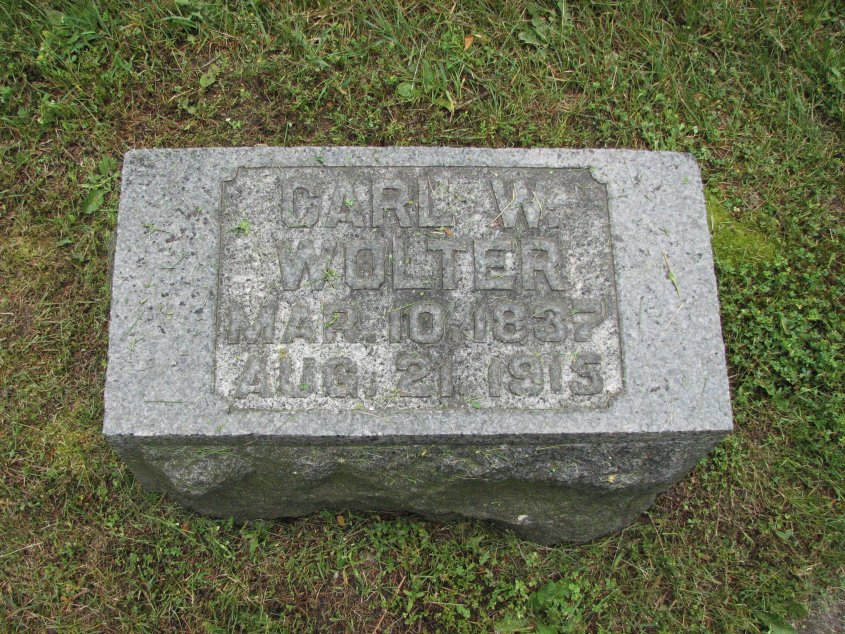 CARL W.
WOLTER
MAR. 10, 1837
AUG. 21, 1915